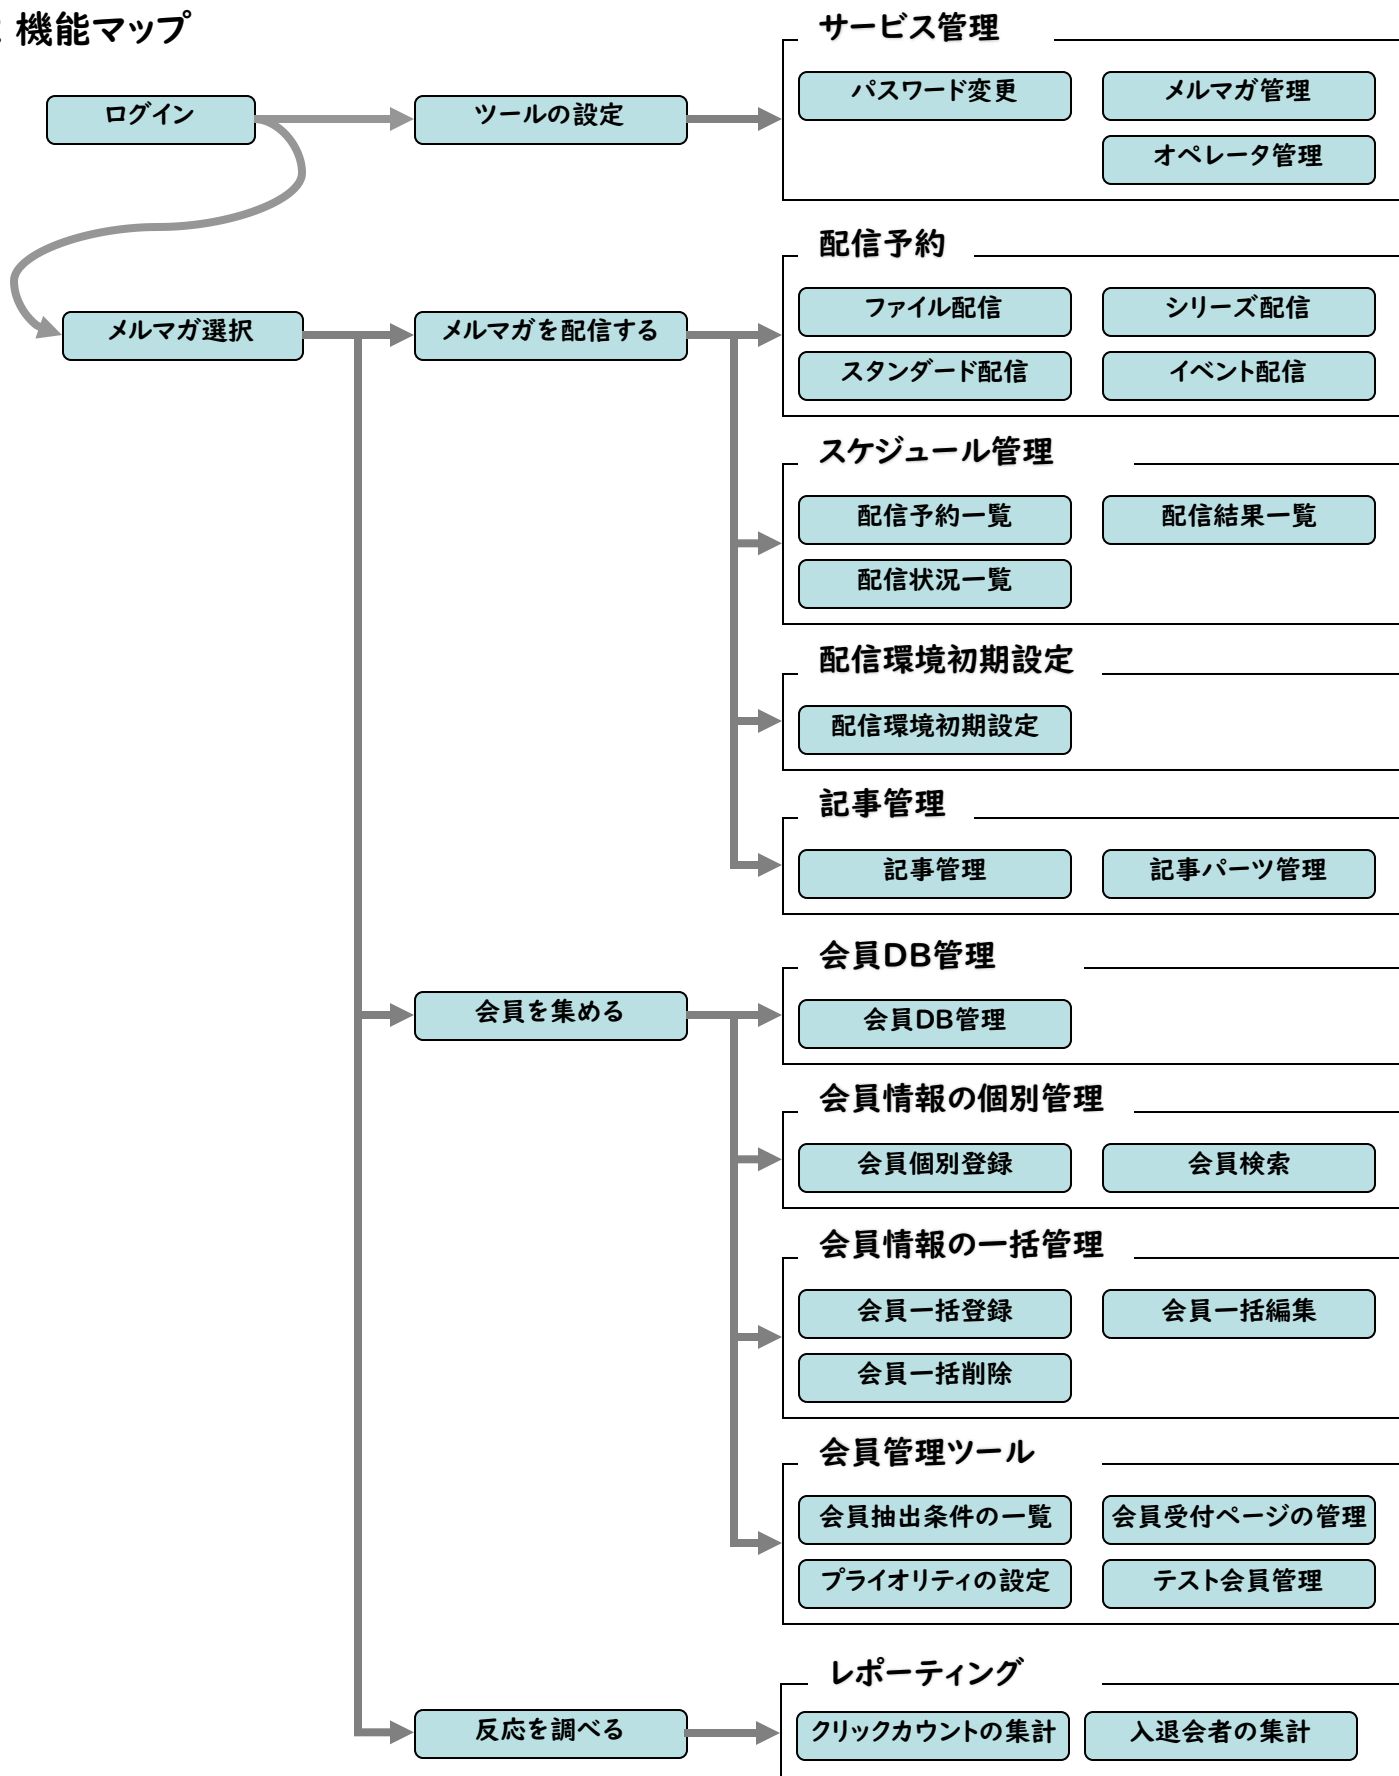 機能マップ
サービス管理
ログイン
ツールの設定
パスワード変更
メルマガ管理
オペレータ管理
配信予約
メルマガ選択
メルマガを配信する
ファイル配信
シリーズ配信
スタンダード配信
イベント配信
スケジュール管理
配信予約一覧
配信結果一覧
配信状況一覧
配信環境初期設定
配信環境初期設定
記事管理
記事管理
記事パーツ管理
会員DB管理
会員を集める
会員DB管理
会員情報の個別管理
会員個別登録
会員検索
会員情報の一括管理
会員一括登録
会員一括編集
会員一括削除
会員管理ツール
会員抽出条件の一覧
会員受付ページの管理
プライオリティの設定
テスト会員管理
レポーティング
反応を調べる
クリックカウントの集計
入退会者の集計